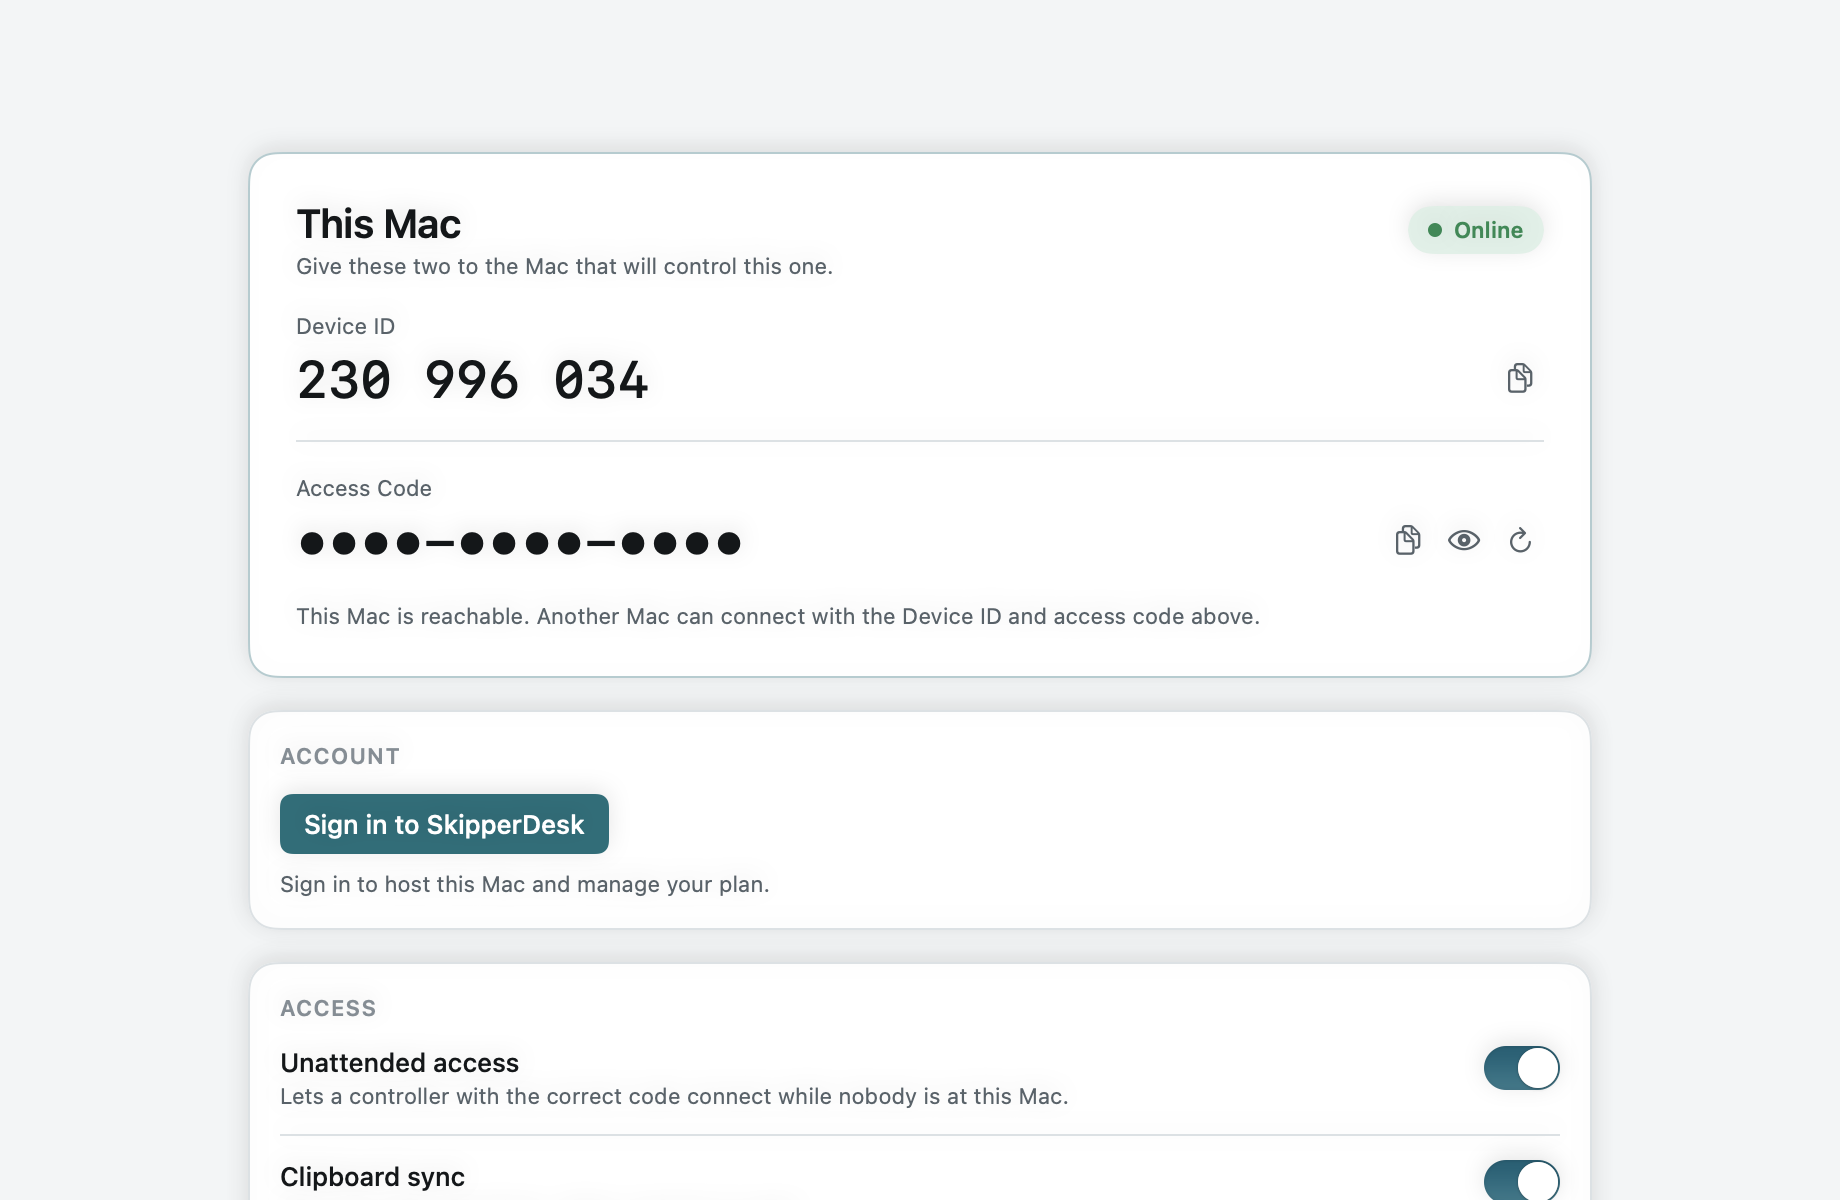 This Mac
Online
Give these two to the Mac that will control this one.
Device ID
230 996 034
Access Code
●●●●–●●●●–●●●●
This Mac is reachable. Another Mac can connect with the Device ID and access code above.
ACCOUNT
Sign in to SkipperDesk
Sign in to host this Mac and manage your plan.
ACCESS
Unattended access
Lets a controller with the correct code connect while nobody is at this Mac.
Clipboard sync